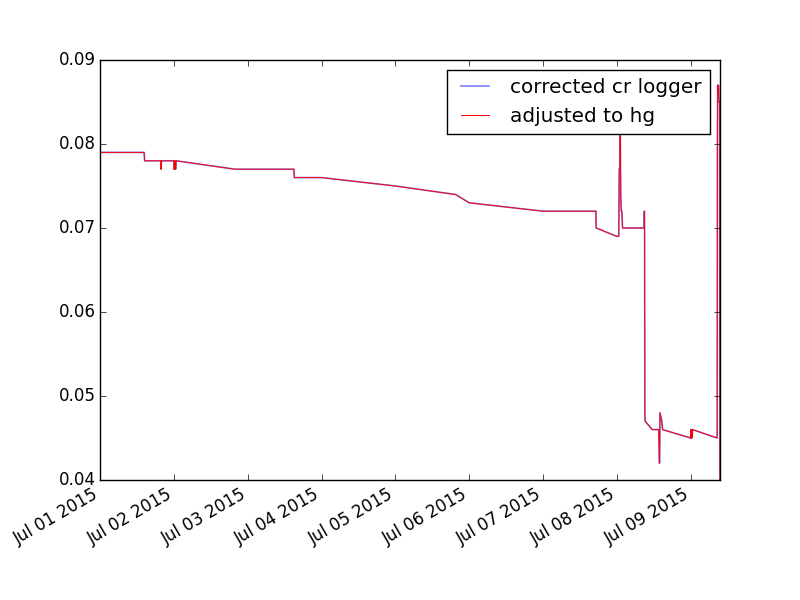 0.09
0.08
0.07
0.06
0.05
0.04
corrected cr logger
adjusted to hg
Jul 01 2015
Jul 02 2015
Jul 03 2015
Jul 04 2015
Jul 05 2015
Jul 06 2015
Jul 07 2015
Jul 08 2015
Jul 09 2015